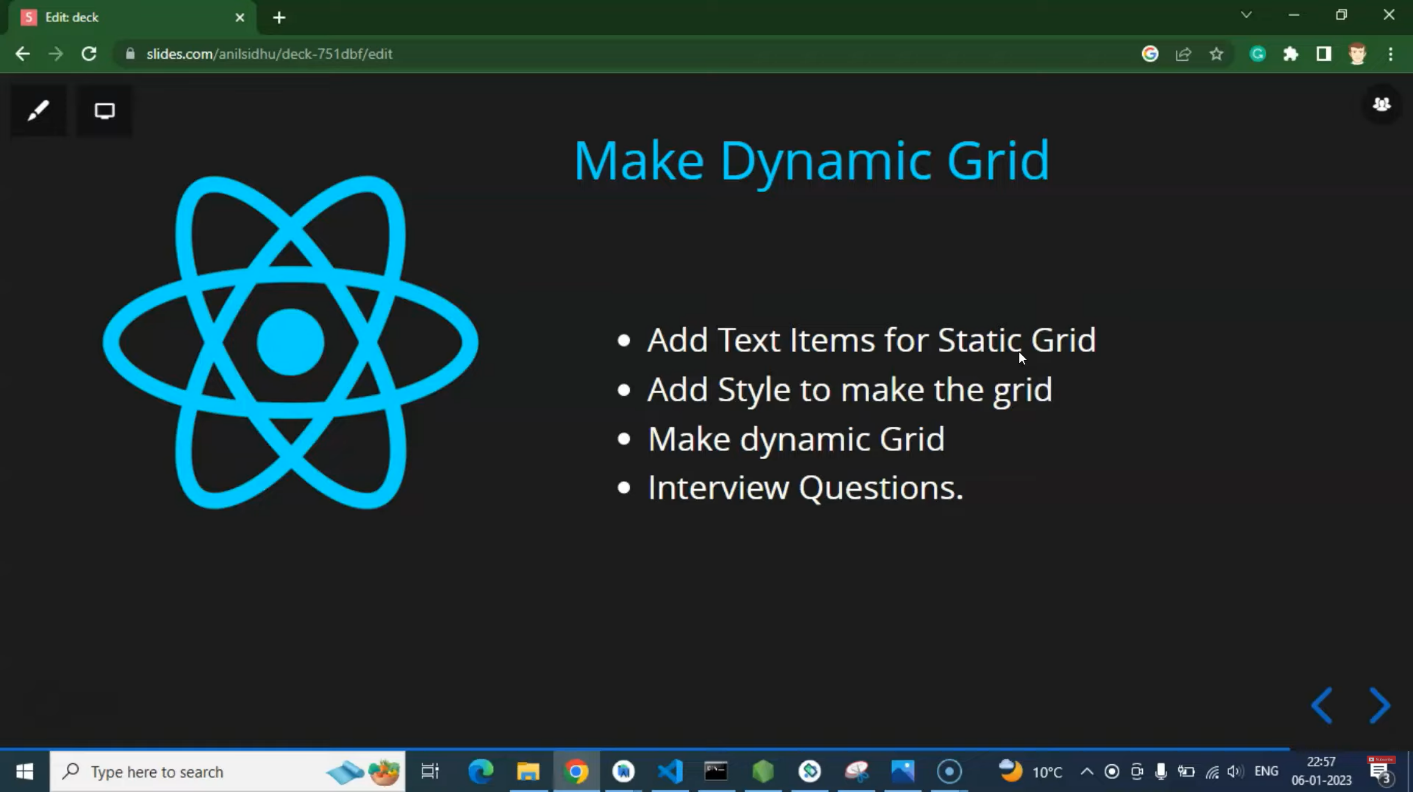 S Edit: deck
slides.com/anilsidhu/deck-751dbf/edit
Make Dynamic Grid
Add Text Items for Static Grid
Add Style to make the grid
Make dynamic Grid
Interview Questions.
Type here to search
10°C
ENG
22:57
06-01-2023
3